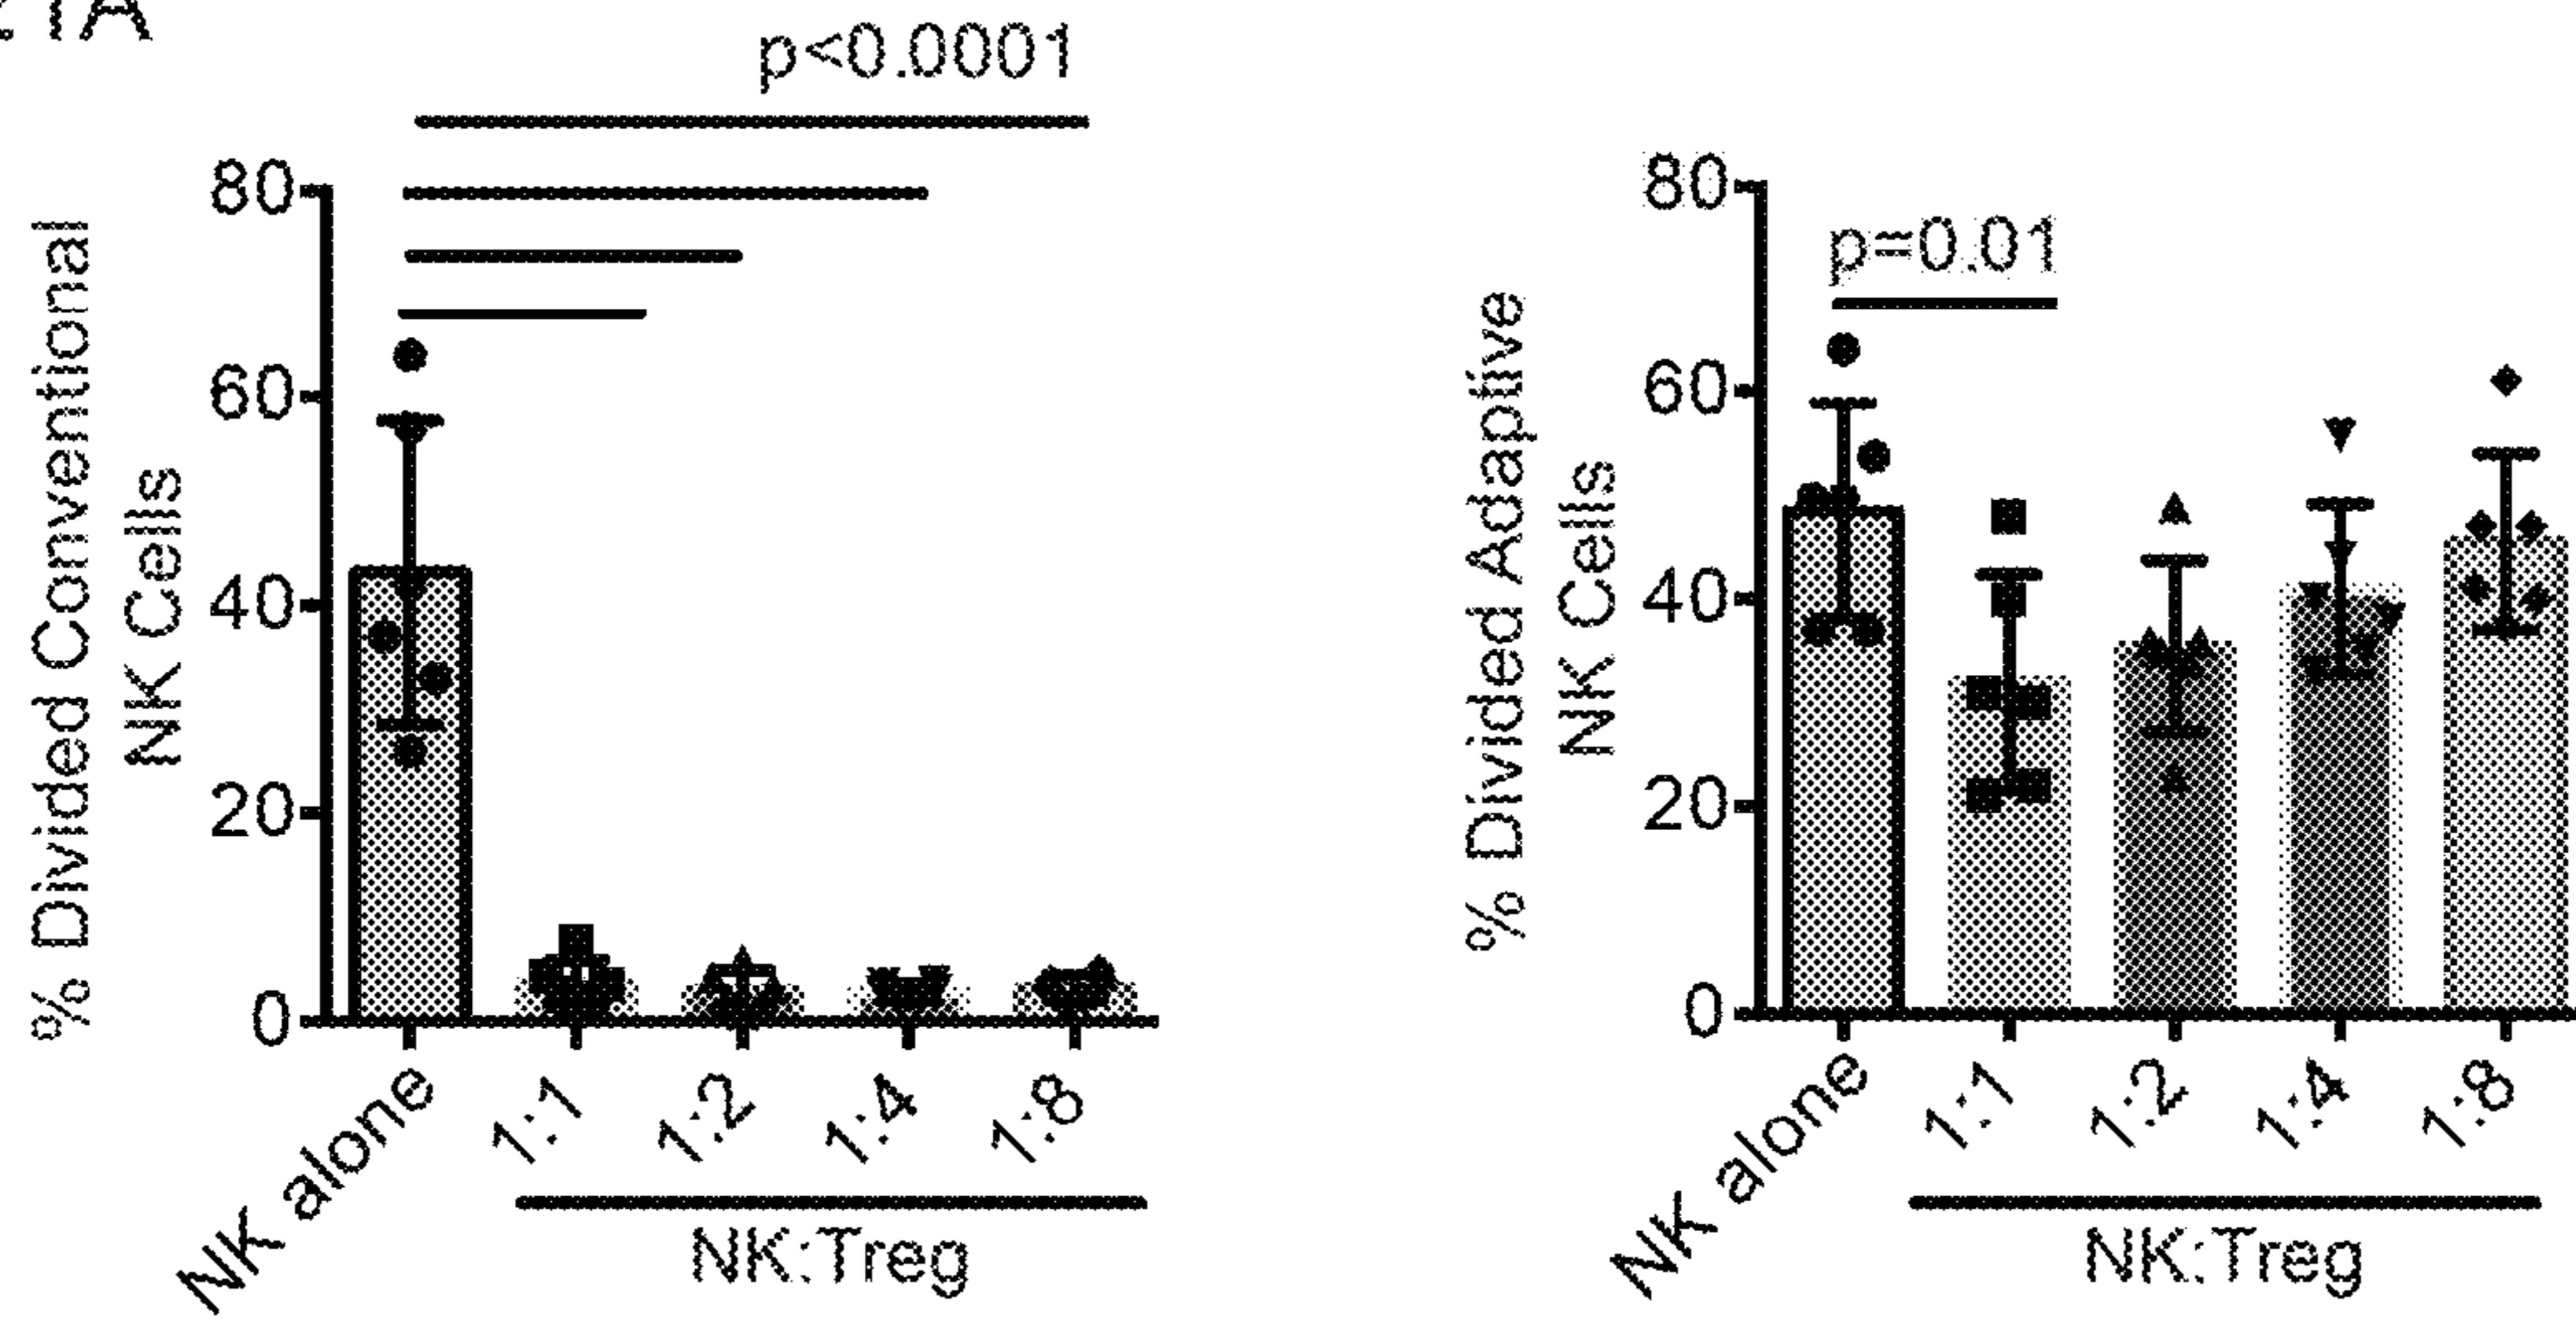 p<0.0001
% Divided Conventional
NK Cells
80
60
40
20
0
NK alone
1:1
1:2
1:4
1:8
NK:Treg
p=0.01
% Divided Adaptive
NK Cells
80
60
40
20
0
NK alone
1:1
1:2
1:4
1:8
NK:Treg